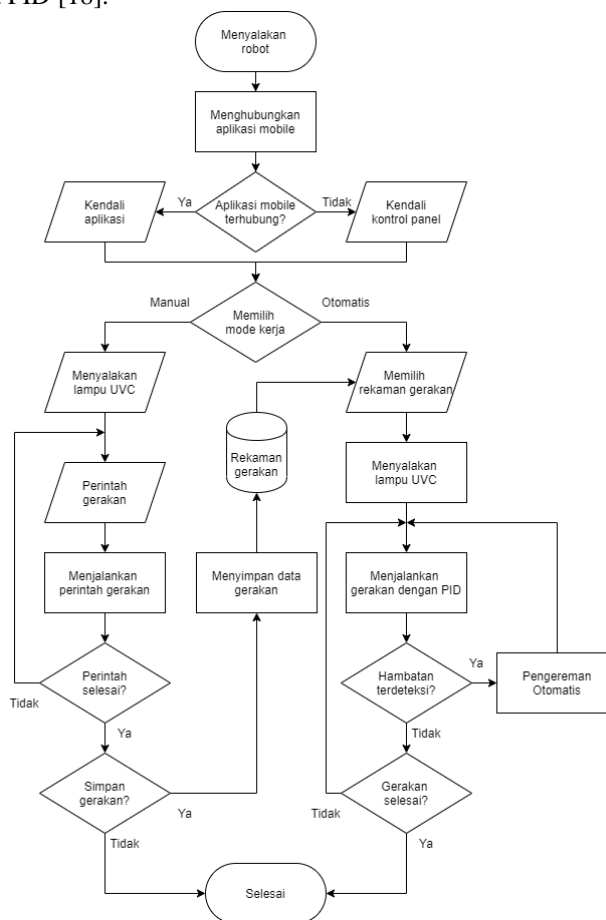 PID [16].
Menyalakan
robot
Menghubungkan
aplikasi mobile
Kendali
aplikasi
Ya
Aplikasi mobile
terhubung?
Tidak
Kendali
kontrol panel
Manual
Memilih
mode kerja
Otomatis
Menyalakan
lampu UVC
Memilih
rekaman gerakan
Rekaman
gerakan
Menyalakan
lampu UVC
Perintah
gerakan
Menjalankan
perintah gerakan
Menyimpan data
gerakan
Menjalankan
gerakan dengan PID
Perintah
selesai?
Tidak
Ya
Hambatan
terdeteksi?
Ya
Pengereman
Otomatis
Tidak
Simpan
gerakan?
Ya
Tidak
Gerakan
selesai?
Tidak
Ya
Selesai